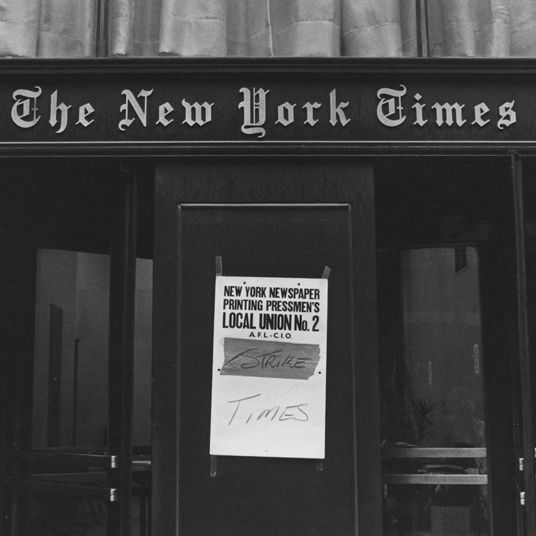 The New York Times
NEW YORK NEWSPAPER
PRINTING PRESSMEN'S
LOCAL UNION No. 2
A.F.L.-C.I.O.
STRIKE
TIMES